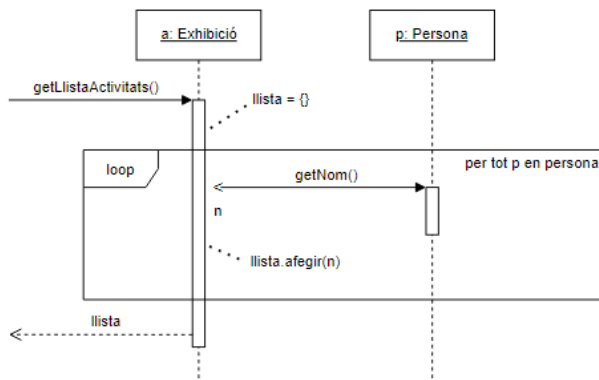 a: Exhibició
p: Persona
getLlistaActivitats()
llista = {}
loop
per tot p en persona
getNom()
n
llista.afegir(n)
llista